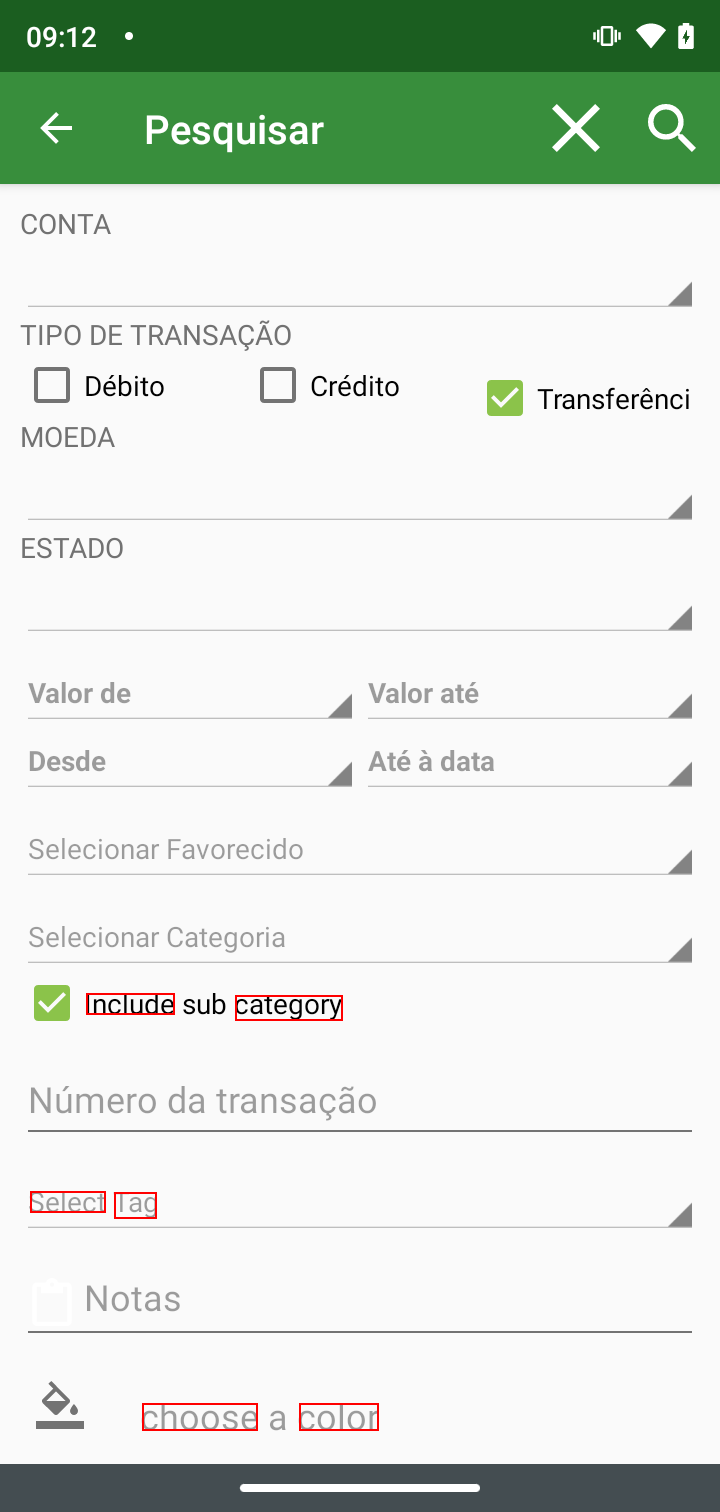 09:12
Pesquisar
CONTA
TIPO DE TRANSAÇÃO
Débito Crédito Transferênci
MOEDA
ESTADO
Valor de Valor até
Desde Até à data
Selecionar Favorecido
Selecionar Categoria
Include sub category
Número da transação
Select Tag
Notas
choose a color